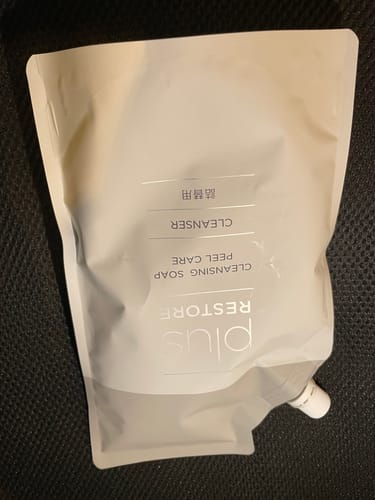 plus
RESTORE
CLEANSING SOAP
PEEL CARE
CLEANSER
詰替用